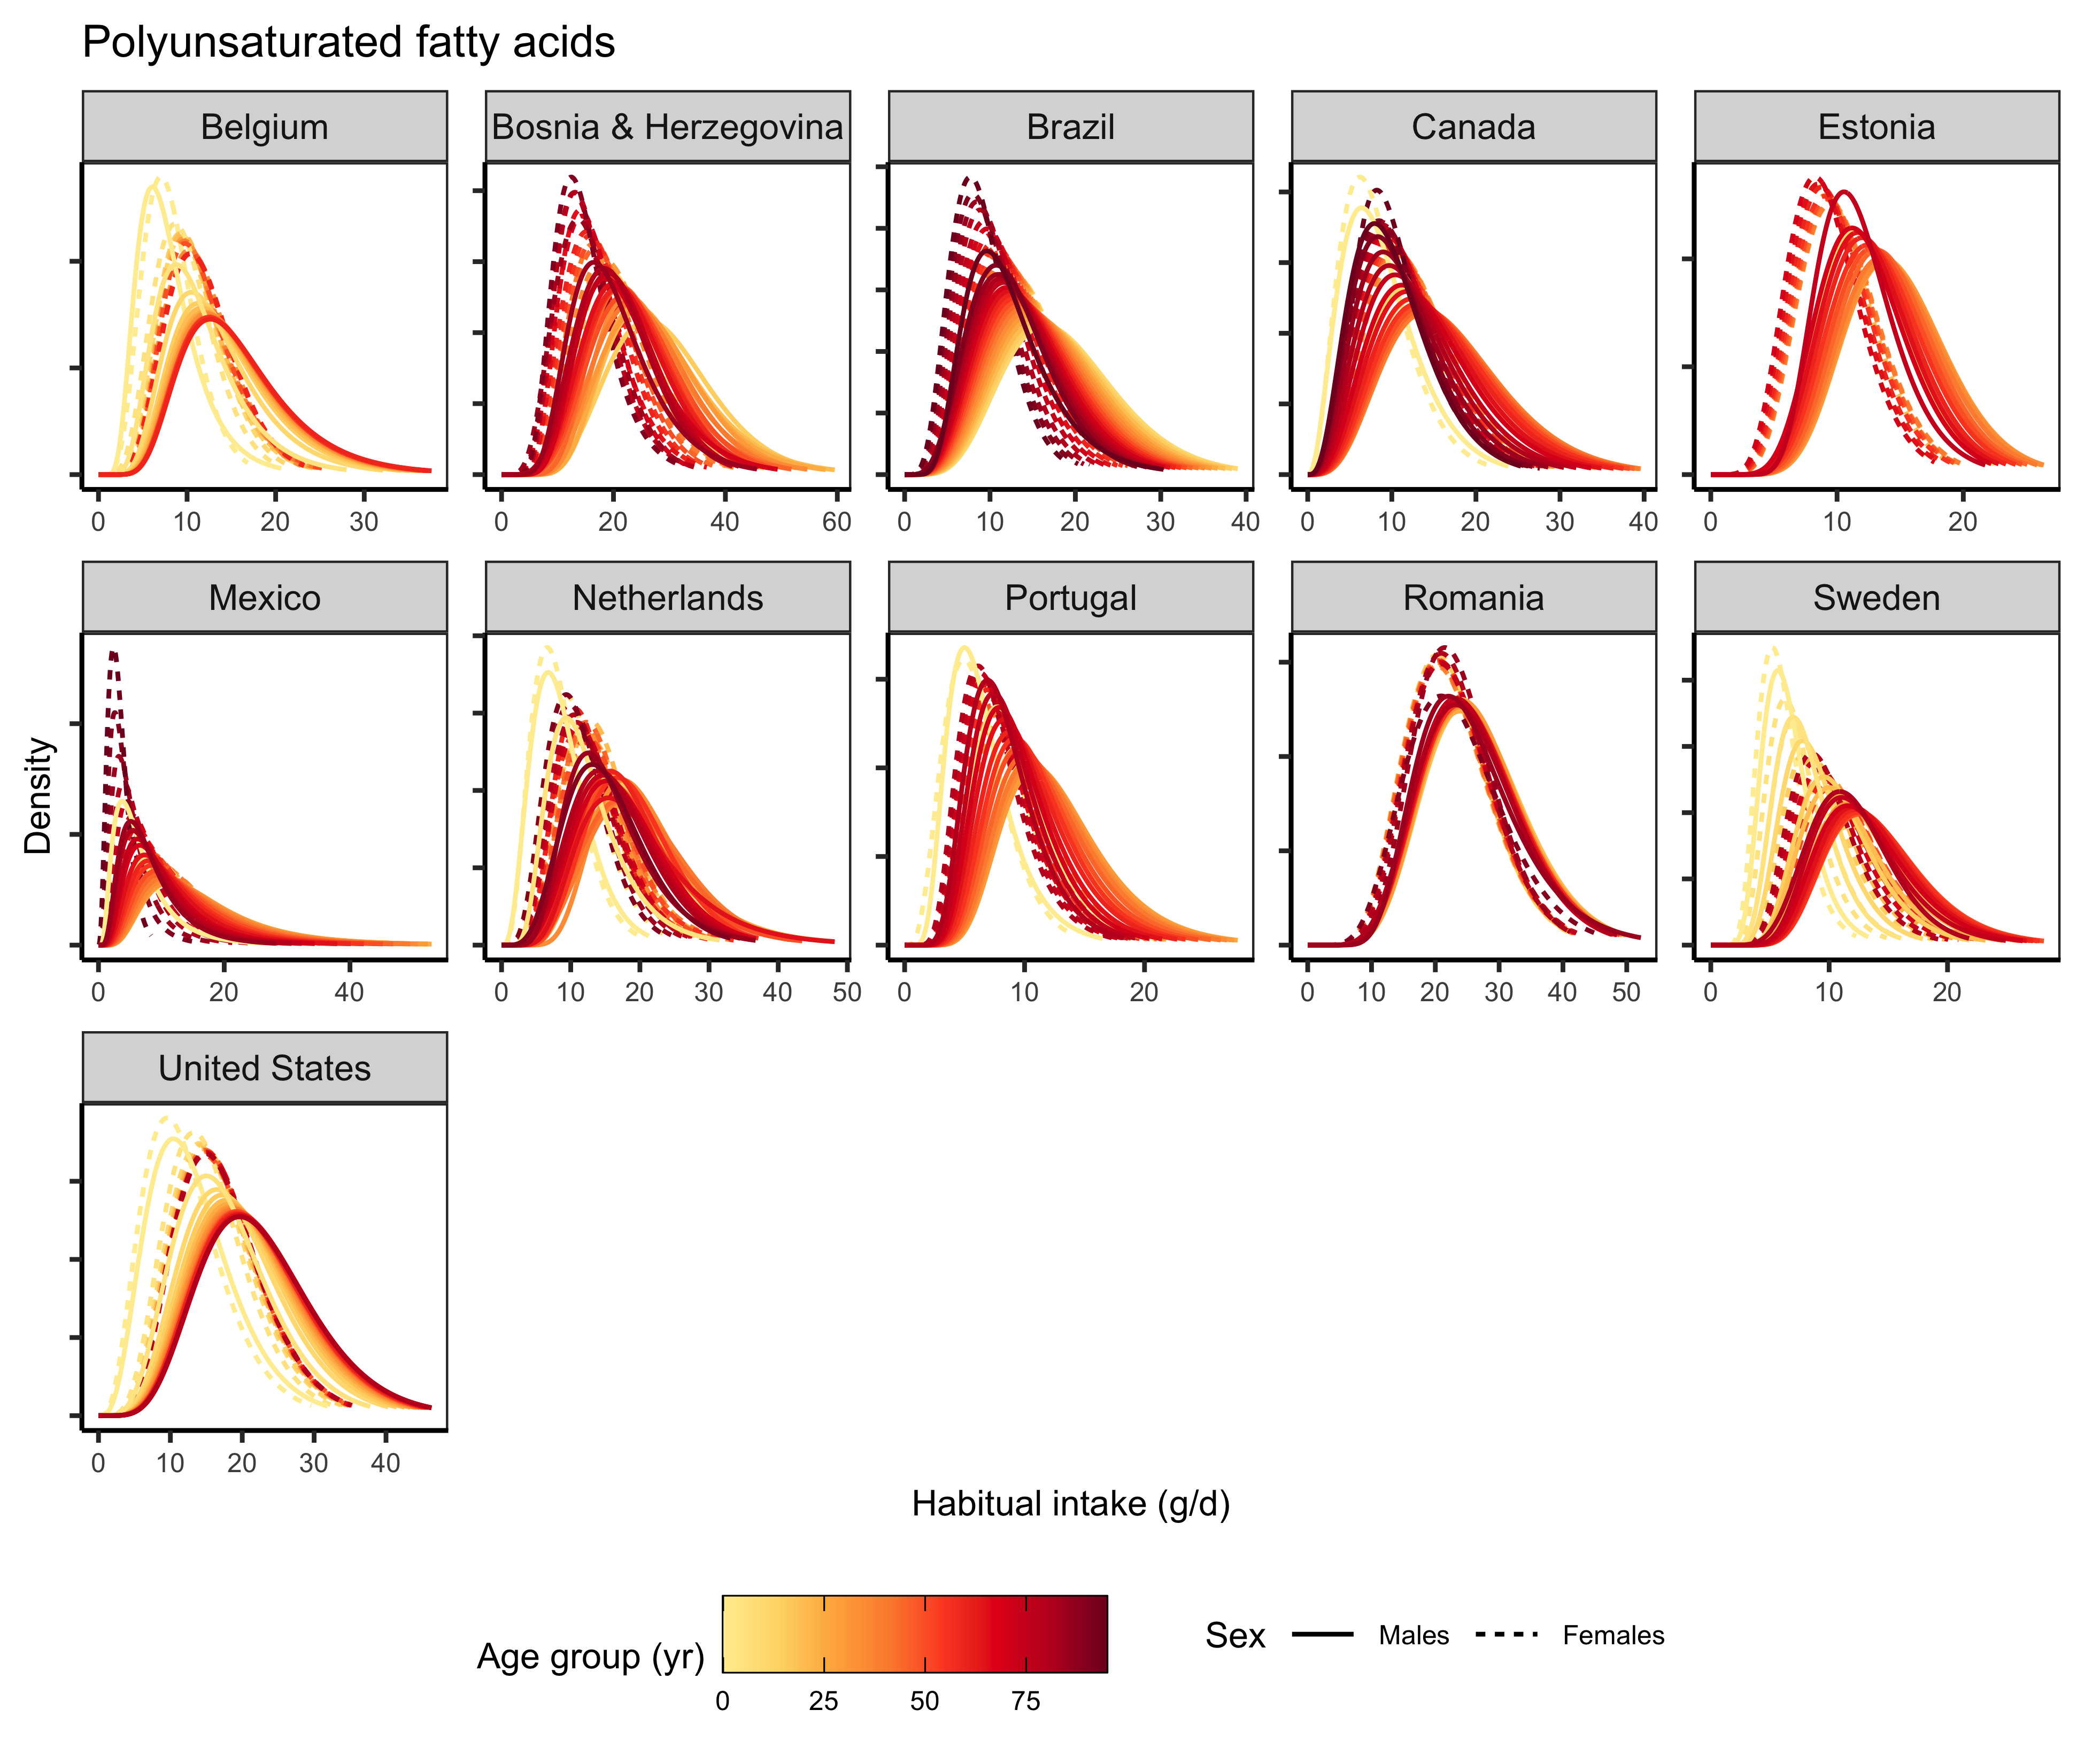 Polyunsaturated fatty acids
Belgium
Bosnia & Herzegovina
Brazil
Canada
Estonia
0 10 20 30
0 20 40 60
0 10 20 30 40
0 10 20 30 40
0 10 20
Mexico
Netherlands
Portugal
Romania
Sweden
Density
0 20 40
0 10 20 30 40 50
0 10 20
0 10 20 30 40 50
0 10 20
United States
0 10 20 30 40
Habitual intake (g/d)
Age group (yr)
0 25 50 75
Sex Males Females